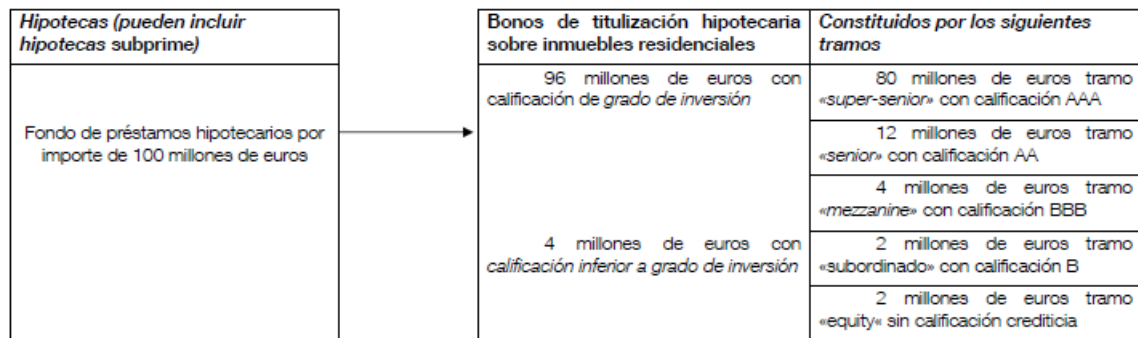 Hipotecas (pueden incluir
hipotecas subprime)
Fondo de préstamos hipotecarios por
importe de 100 millones de euros
Bonos de titulización hipotecaria
sobre inmuebles residenciales
96 millones de euros con
calificación de grado de inversión
4 millones de euros con
calificación inferior a grado de inversión
Constituidos por los siguientes
tramos
80 millones de euros tramo
«super-senior» con calificación AAA
12 millones de euros tramo
«senior» con calificación AA
4 millones de euros tramo
«mezzanine» con calificación BBB
2 millones de euros tramo
«subordinado» con calificación B
2 millones de euros tramo
«equity« sin calificación crediticia